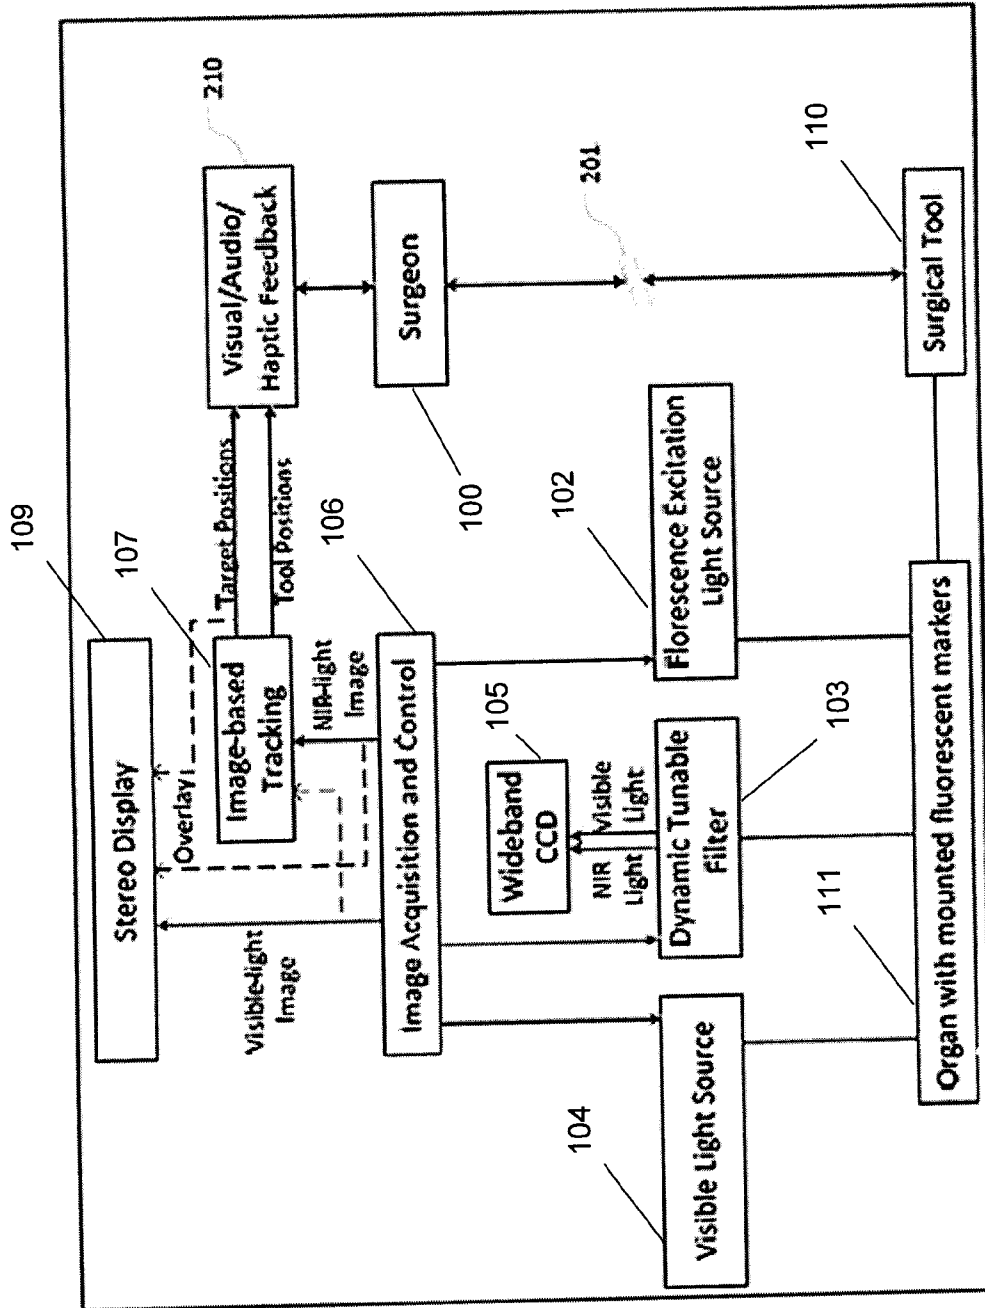 109
Stereo Display
Overlay
107
Image-based
Tracking
Target Positions
Tool Positions
210
Visual/Audio/
Haptic Feedback
Visible-light
Image
NIR-light
Image
106
Image Acquisition and Control
100
Surgeon
105
Wideband
CCD
NIR
Light
Visible
Light
201
104
Visible Light Source
Dynamic Tunable
Filter
103
102
Florescence Excitation
Light Source
110
Surgical Tool
111
Organ with mounted fluorescent markers